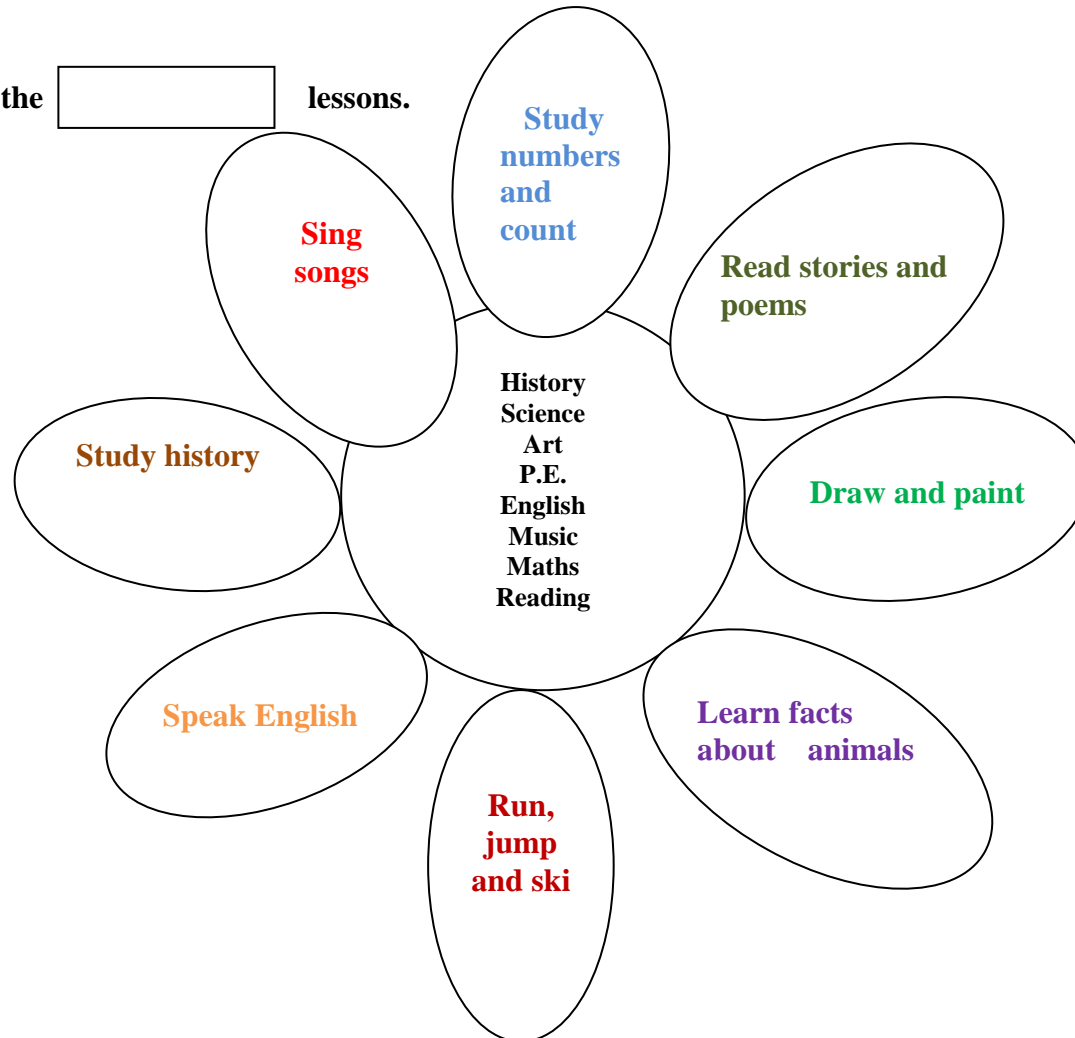 the lessons.
Study
numbers
and
count
Sing
songs
Read stories and
poems
History
Science
Art
P.E.
English
Music
Maths
Reading
Study history
Draw and paint
Speak English
Learn facts
about animals
Run,
jump
and ski